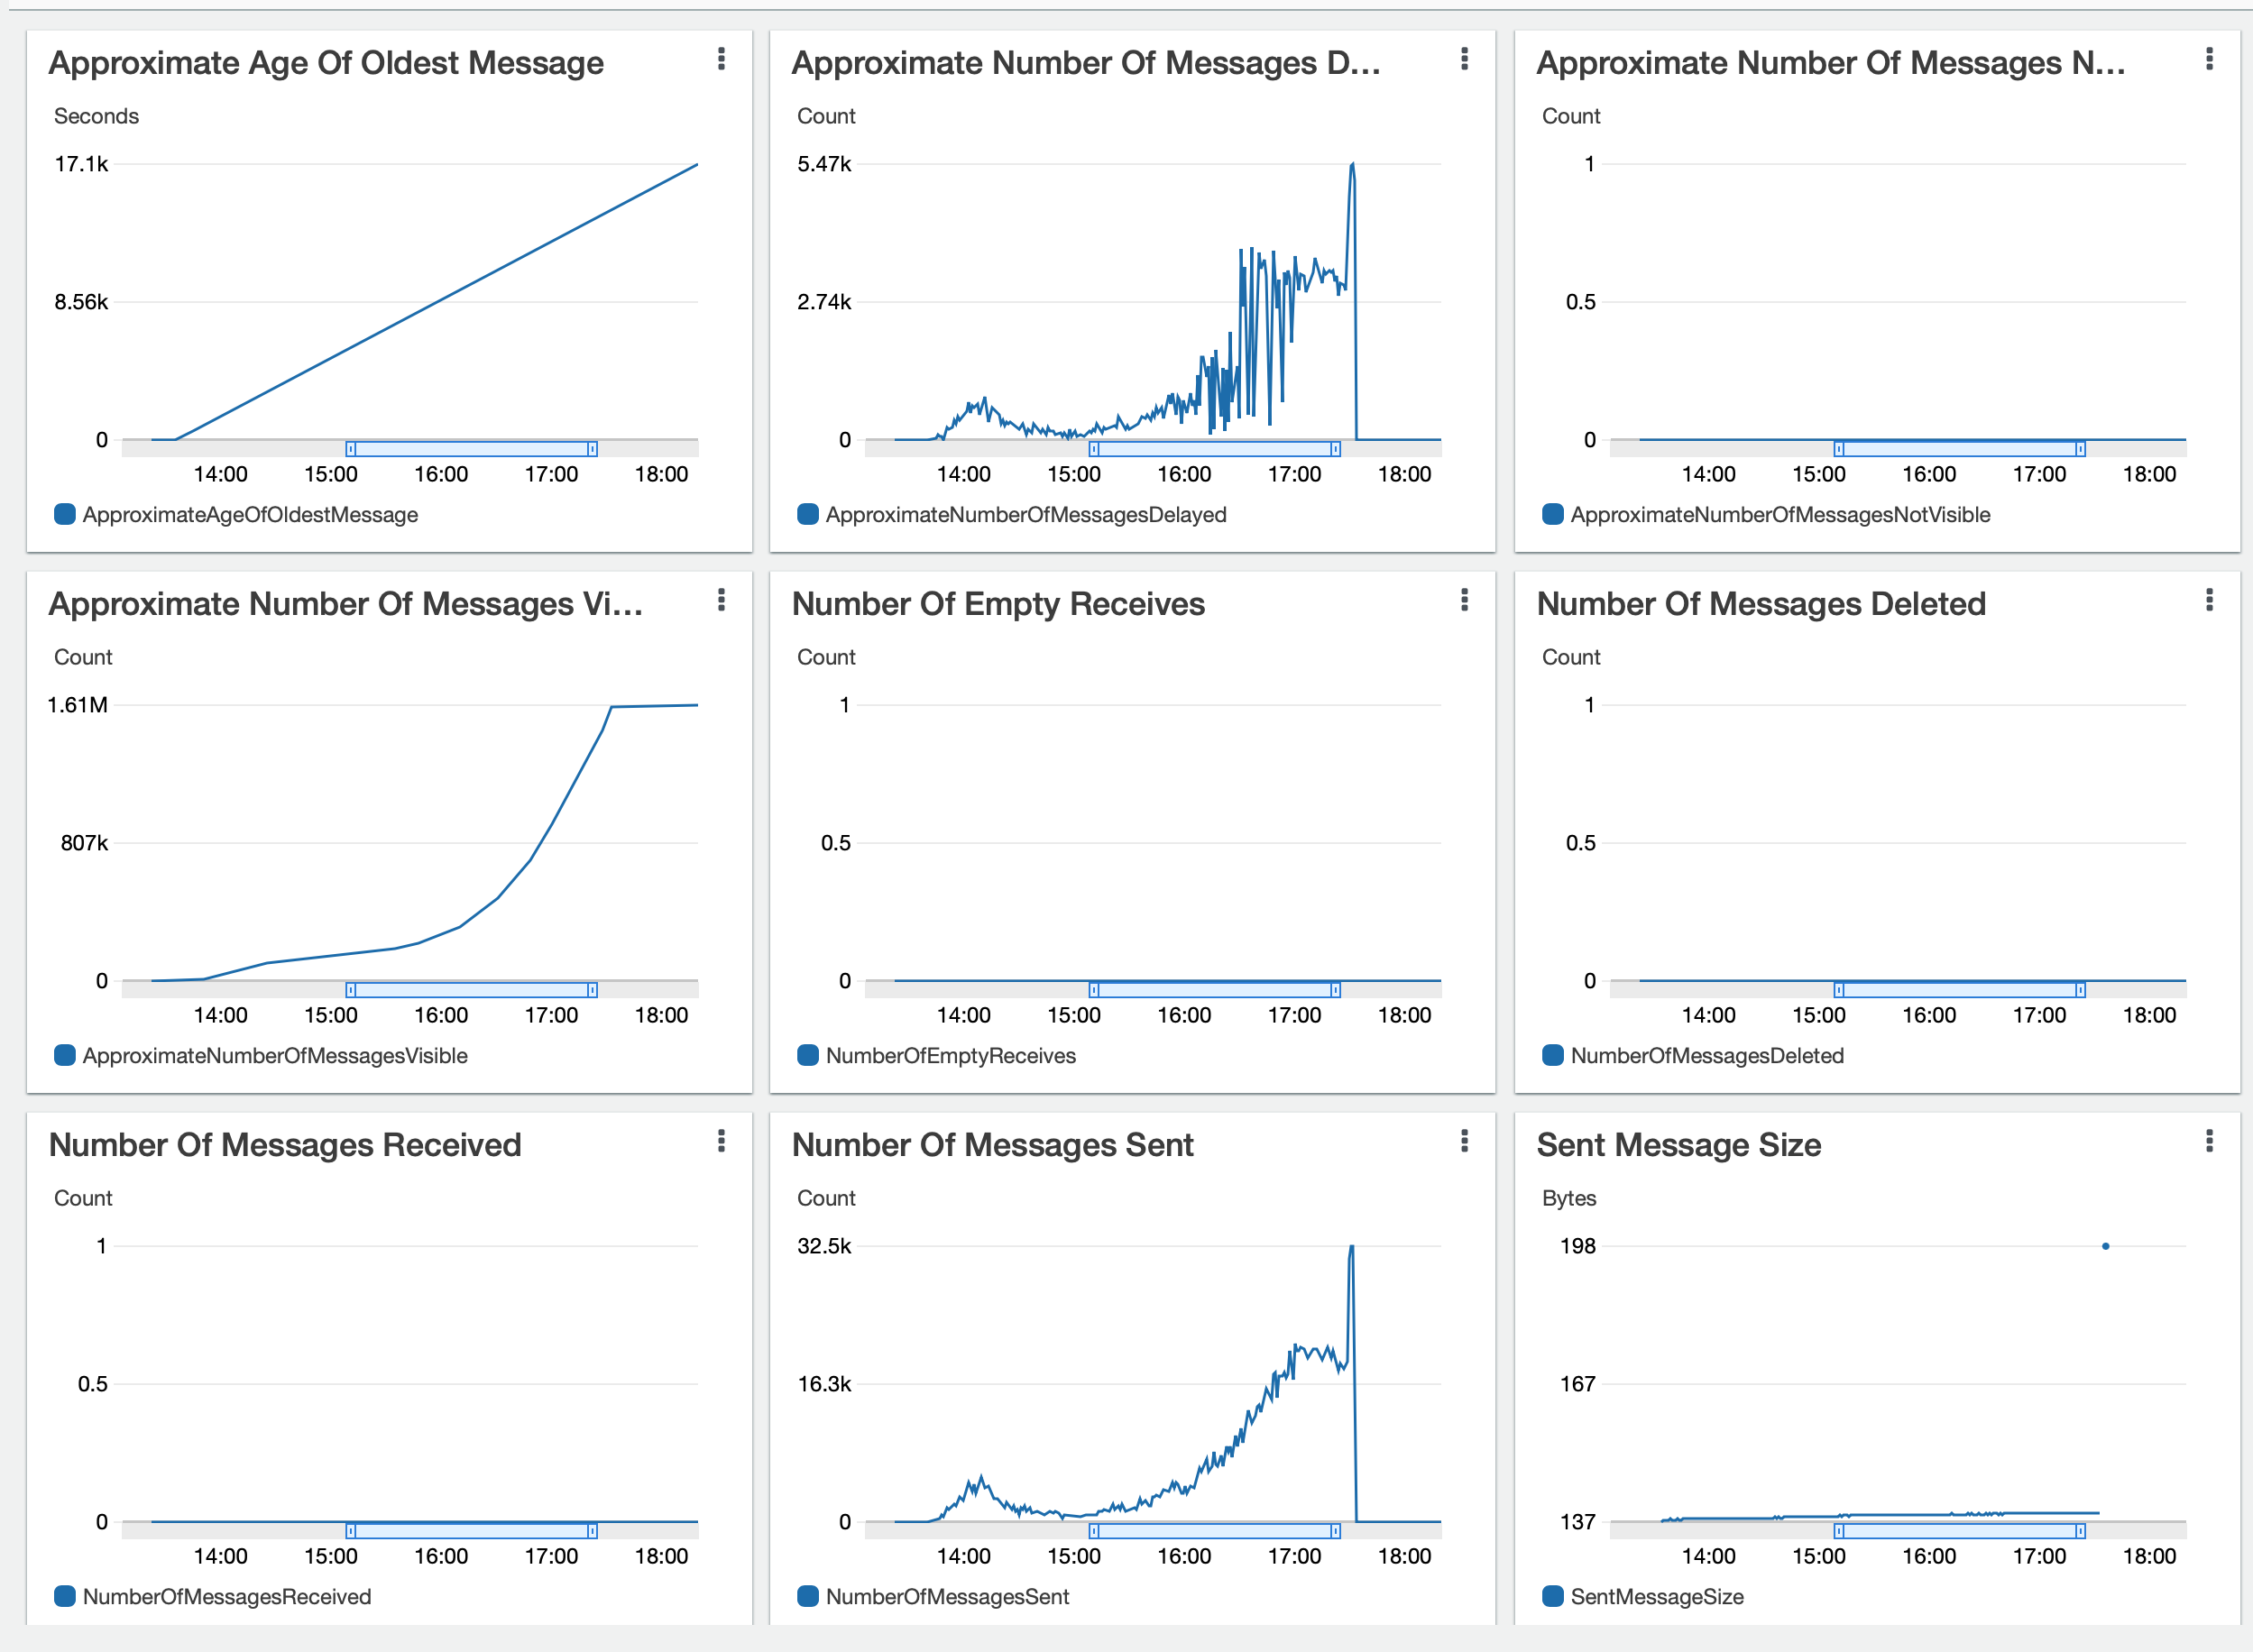 Approximate Age Of Oldest Message
Seconds
17.1k
8.56k
0
14:00 15:00 16:00 17:00 18:00
ApproximateAgeOfOldestMessage
Approximate Number Of Messages D...
Count
5.47k
2.74k
0
14:00 15:00 16:00 17:00 18:00
ApproximateNumberOfMessagesDelayed
Approximate Number Of Messages N...
Count
1
0.5
0
14:00 15:00 16:00 17:00 18:00
ApproximateNumberOfMessagesNotVisible
Approximate Number Of Messages Vi...
Count
1.61M
807k
0
14:00 15:00 16:00 17:00 18:00
ApproximateNumberOfMessagesVisible
Number Of Empty Receives
Count
1
0.5
0
14:00 15:00 16:00 17:00 18:00
NumberOfEmptyReceives
Number Of Messages Deleted
Count
1
0.5
0
14:00 15:00 16:00 17:00 18:00
NumberOfMessagesDeleted
Number Of Messages Received
Count
1
0.5
0
14:00 15:00 16:00 17:00 18:00
NumberOfMessagesReceived
Number Of Messages Sent
Count
32.5k
16.3k
0
14:00 15:00 16:00 17:00 18:00
NumberOfMessagesSent
Sent Message Size
Bytes
198
167
137
14:00 15:00 16:00 17:00 18:00
SentMessageSize